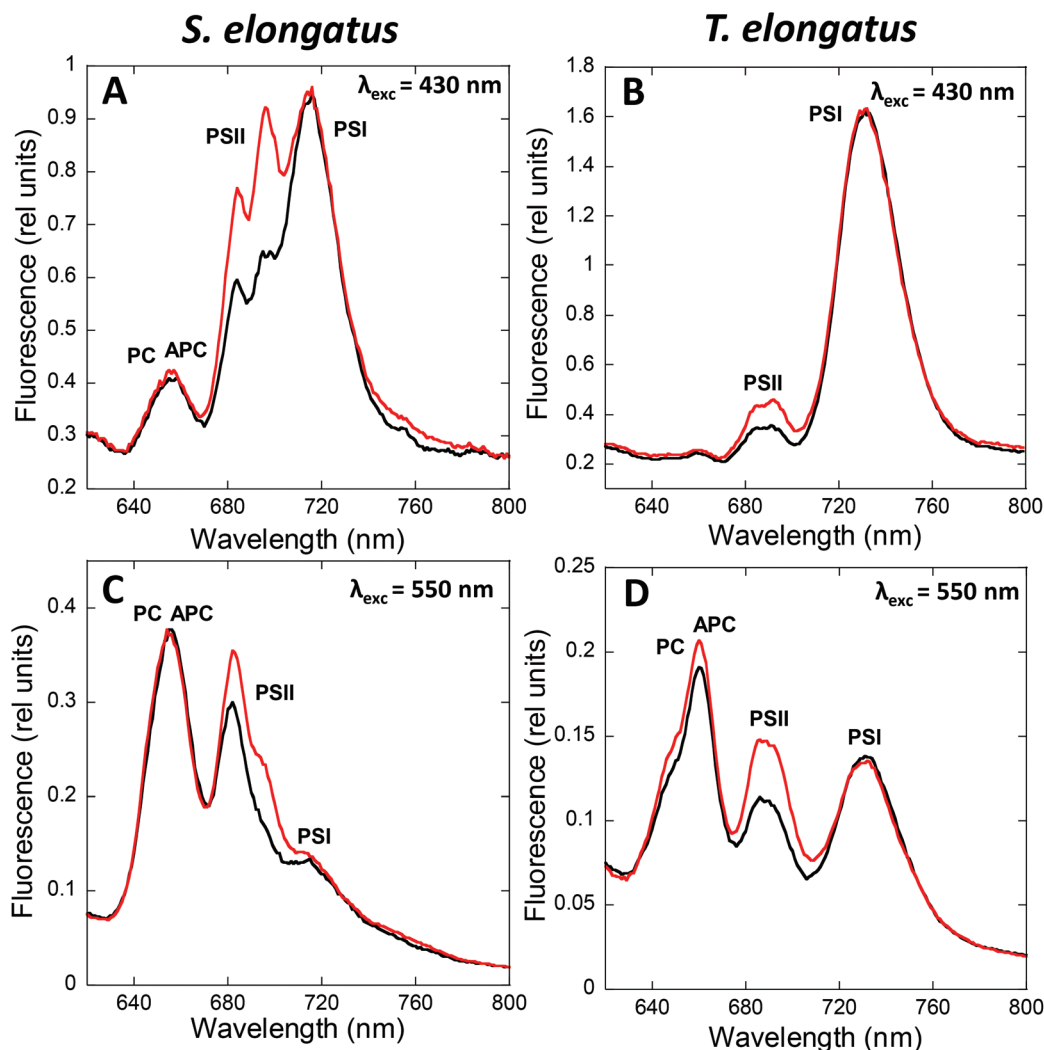 S. elongatus
T. elongatus
A
λexc = 430 nm
PSII
PSI
PC APC
1
0.9
0.8
0.7
0.6
0.5
0.4
0.3
0.2
640 680 720 760 800
Wavelength (nm)
Fluorescence (rel units)
B
λexc = 430 nm
PSI
PSII
1.8
1.6
1.4
1.2
1
0.8
0.6
0.4
0.2
640 680 720 760 800
Wavelength (nm)
Fluorescence (rel units)
C
λexc = 550 nm
PC APC
PSII
PSI
0.4
0.3
0.2
0.1
0
640 680 720 760 800
Wavelength (nm)
Fluorescence (rel units)
D
λexc = 550 nm
APC
PC
PSII
PSI
0.25
0.2
0.15
0.1
0.05
0
640 680 720 760 800
Wavelength (nm)
Fluorescence (rel units)